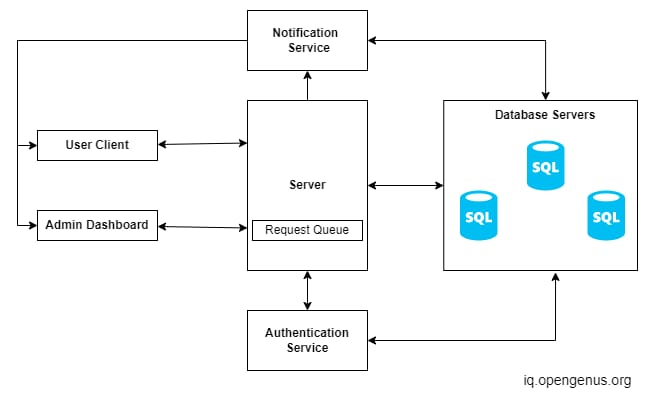 Notification
Service
Database Servers
SQL
User Client
Server
SQL
SQL
Admin Dashboard
Request Queue
Authentication
Service
iq.opengenus.org